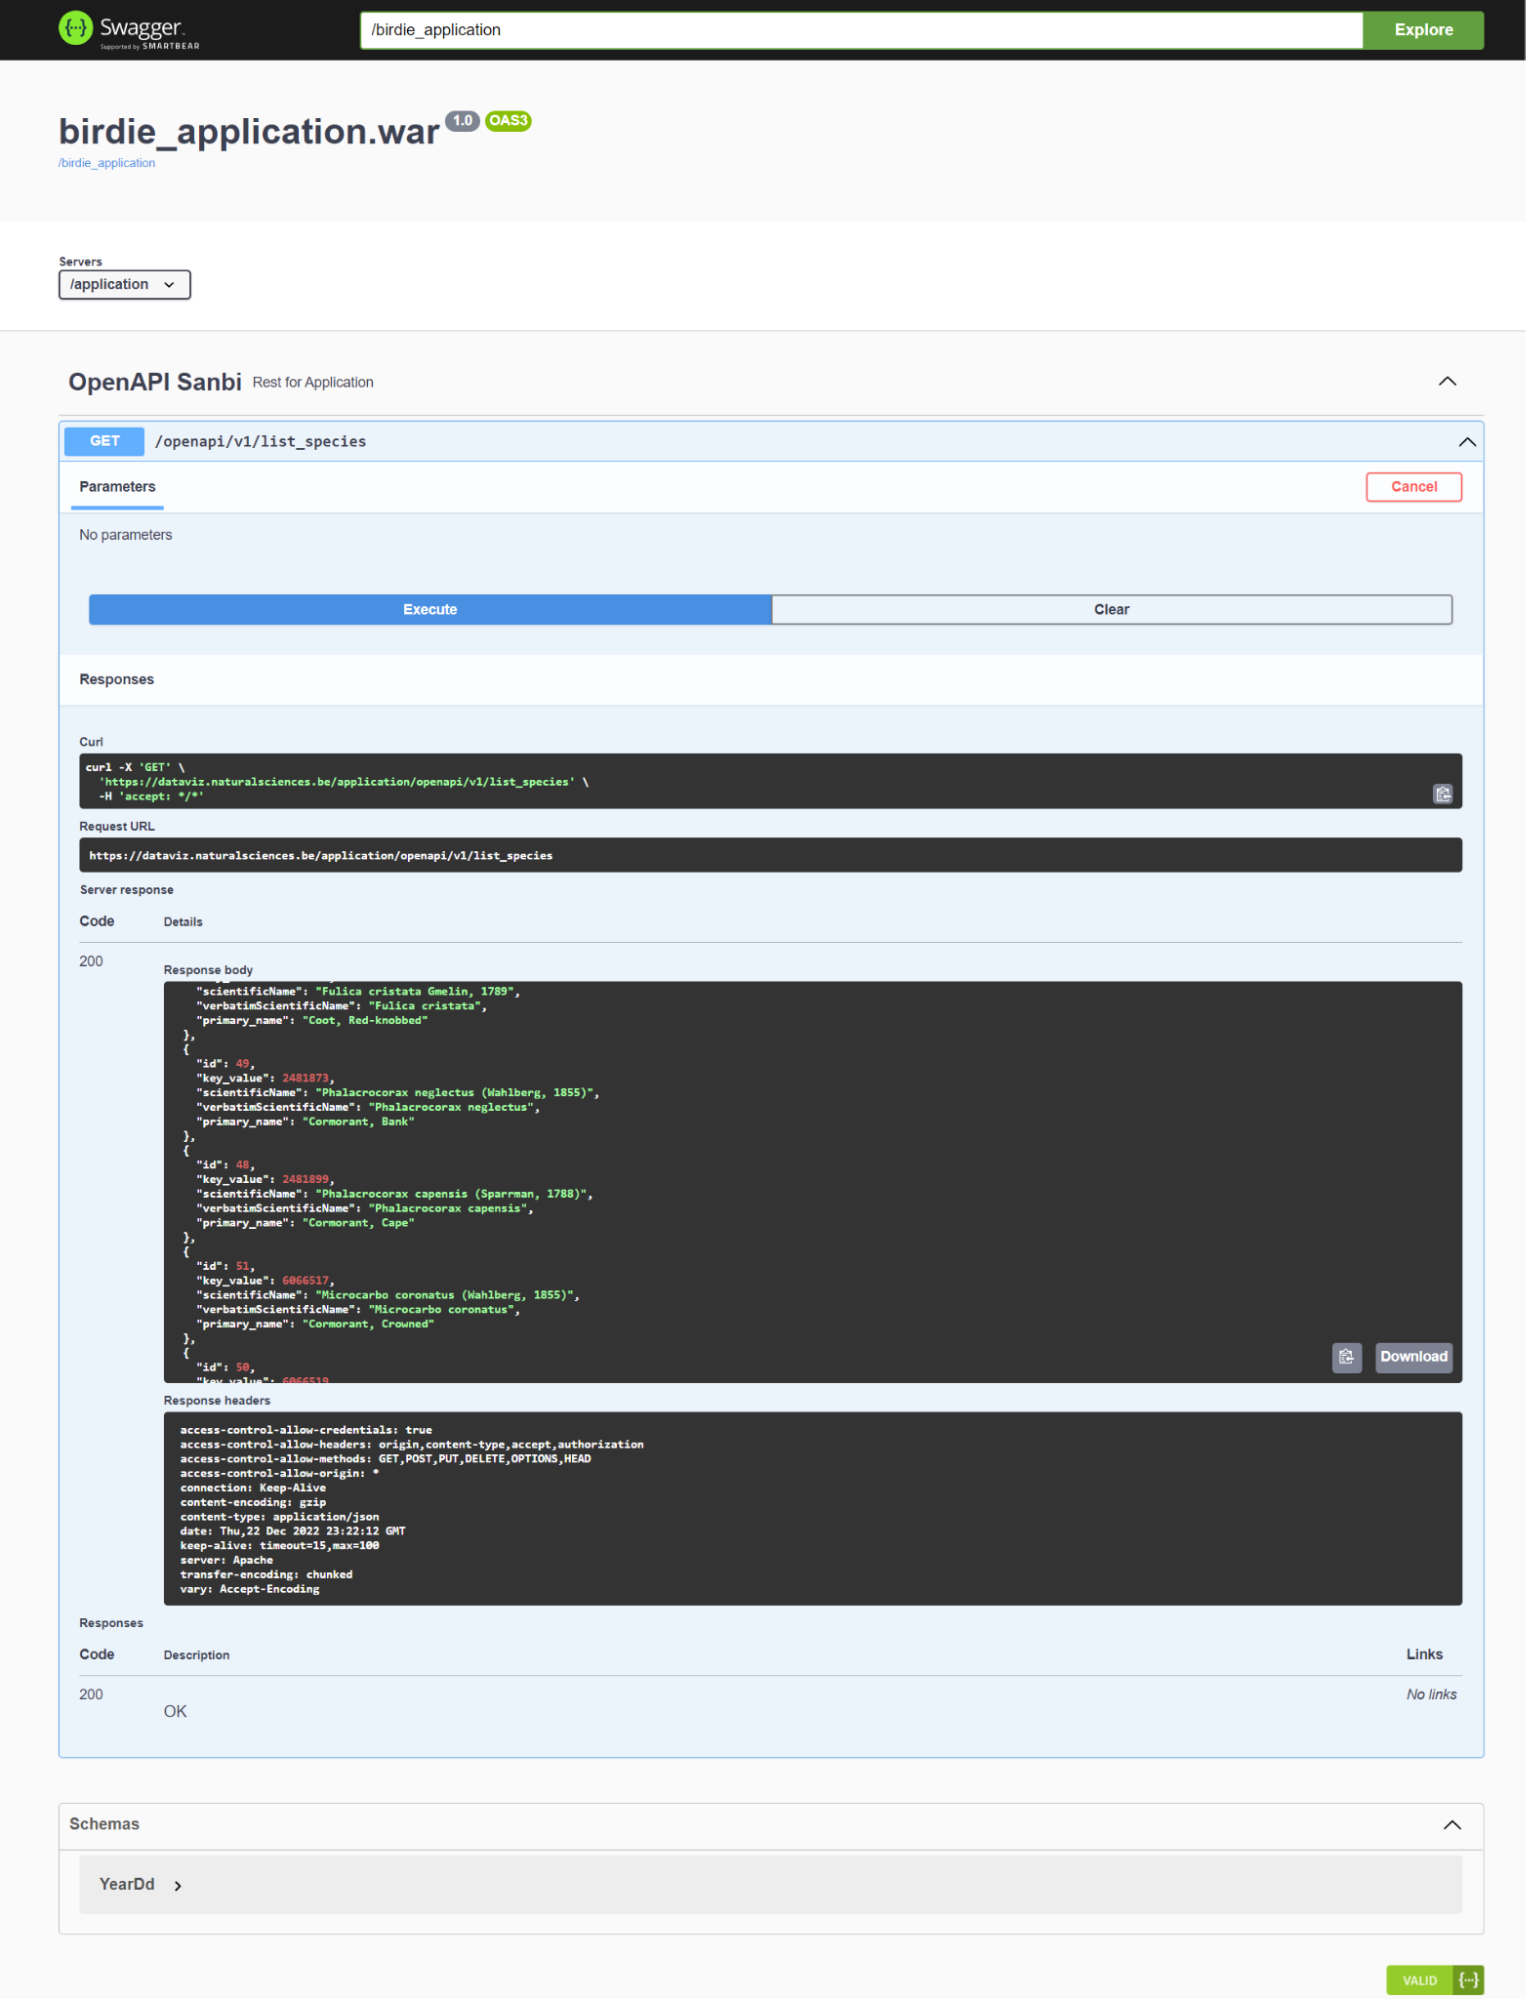 Swagger
Supported by SMARTBEAR
/birdie_application
Explore
birdie_application.war 1.0 OAS3
/birdie_application
Servers
/application
OpenAPI Sanbi Rest for Application
GET /openapi/v1/list_species
Parameters
Cancel
No parameters
Execute
Clear
Responses
Curl
curl -X 'GET' \
'https://dataviz.naturalsciences.be/application/openapi/v1/list_species' \
-H 'accept: */*'
Request URL
https://dataviz.naturalsciences.be/application/openapi/v1/list_species
Server response
Code Details
200
Response body
"scientificName": "Fulica cristata Gmelin, 1789",
"verbatimScientificName": "Fulica cristata",
"primary_name": "Coot, Red-knobbed"
},
{
"id": 49,
"key_value": 2481873,
"scientificName": "Phalacrocorax neglectus (Wahlberg, 1855)",
"verbatimScientificName": "Phalacrocorax neglectus",
"primary_name": "Cormorant, Bank"
},
{
"id": 48,
"key_value": 2481899,
"scientificName": "Phalacrocorax capensis (Sparrman, 1788)",
"verbatimScientificName": "Phalacrocorax capensis",
"primary_name": "Cormorant, Cape"
},
{
"id": 51,
"key_value": 6066517,
"scientificName": "Microcarbo coronatus (Wahlberg, 1855)",
"verbatimScientificName": "Microcarbo coronatus",
"primary_name": "Cormorant, Crowned"
},
{
"id": 50,
"key_value": 6066519
Download
Response headers
access-control-allow-credentials: true
access-control-allow-headers: origin,content-type,accept,authorization
access-control-allow-methods: GET,POST,PUT,DELETE,OPTIONS,HEAD
access-control-allow-origin: *
connection: Keep-Alive
content-encoding: gzip
content-type: application/json
date: Thu,22 Dec 2022 23:22:12 GMT
keep-alive: timeout=15,max=100
server: Apache
transfer-encoding: chunked
vary: Accept-Encoding
Responses
Code Description Links
200 No links
OK
Schemas
YearDd
VALID {...}